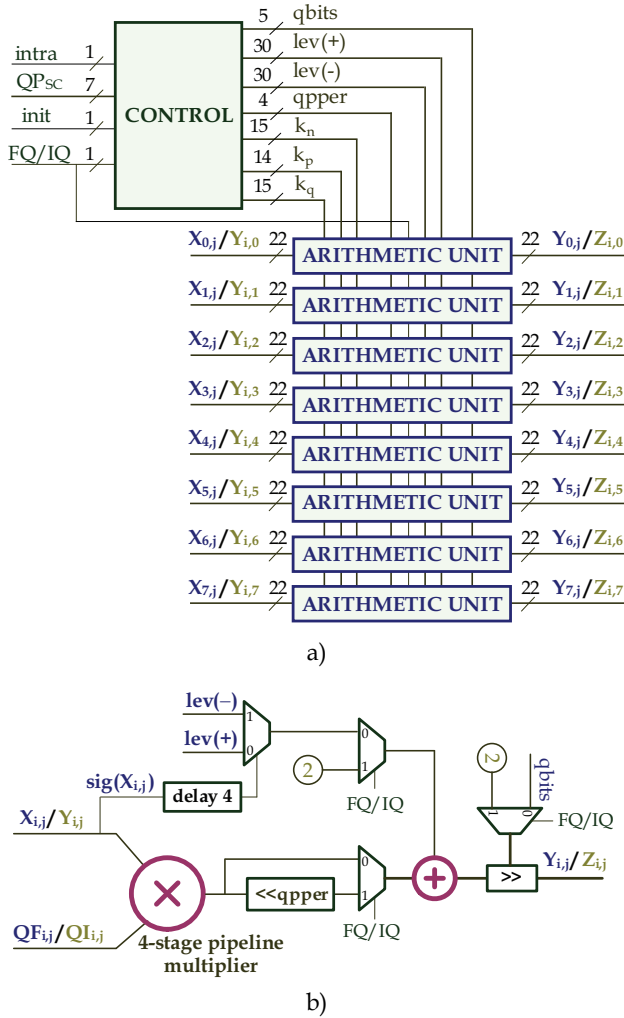 5 qbits
30 lev(+)
intra 1
30 lev(-)
QPSC 7
4 qpper
CONTROL
init 1
15 kn
FQ/IQ 1
14 kp
15 kq
X0,j/Yi,0 22 ARITHMETIC UNIT 22 Y0,j/Zi,0
X1,j/Yi,1 22 ARITHMETIC UNIT 22 Y1,j/Zi,1
X2,j/Yi,2 22 ARITHMETIC UNIT 22 Y2,j/Zi,2
X3,j/Yi,3 22 ARITHMETIC UNIT 22 Y3,j/Zi,3
X4,j/Yi,4 22 ARITHMETIC UNIT 22 Y4,j/Zi,4
X5,j/Yi,5 22 ARITHMETIC UNIT 22 Y5,j/Zi,5
X6,j/Yi,6 22 ARITHMETIC UNIT 22 Y6,j/Zi,6
X7,j/Yi,7 22 ARITHMETIC UNIT 22 Y7,j/Zi,7
a)
lev(−) 1
lev(+) 0
0
2 1
FQ/IQ
2 qbits
1 0
FQ/IQ
sig(Xi,j) delay 4
Xi,j/Yi,j
0
<<qpper 1
FQ/IQ
>> Yi,j/Zi,j
QFi,j/QIi,j
4-stage pipeline
multiplier
b)